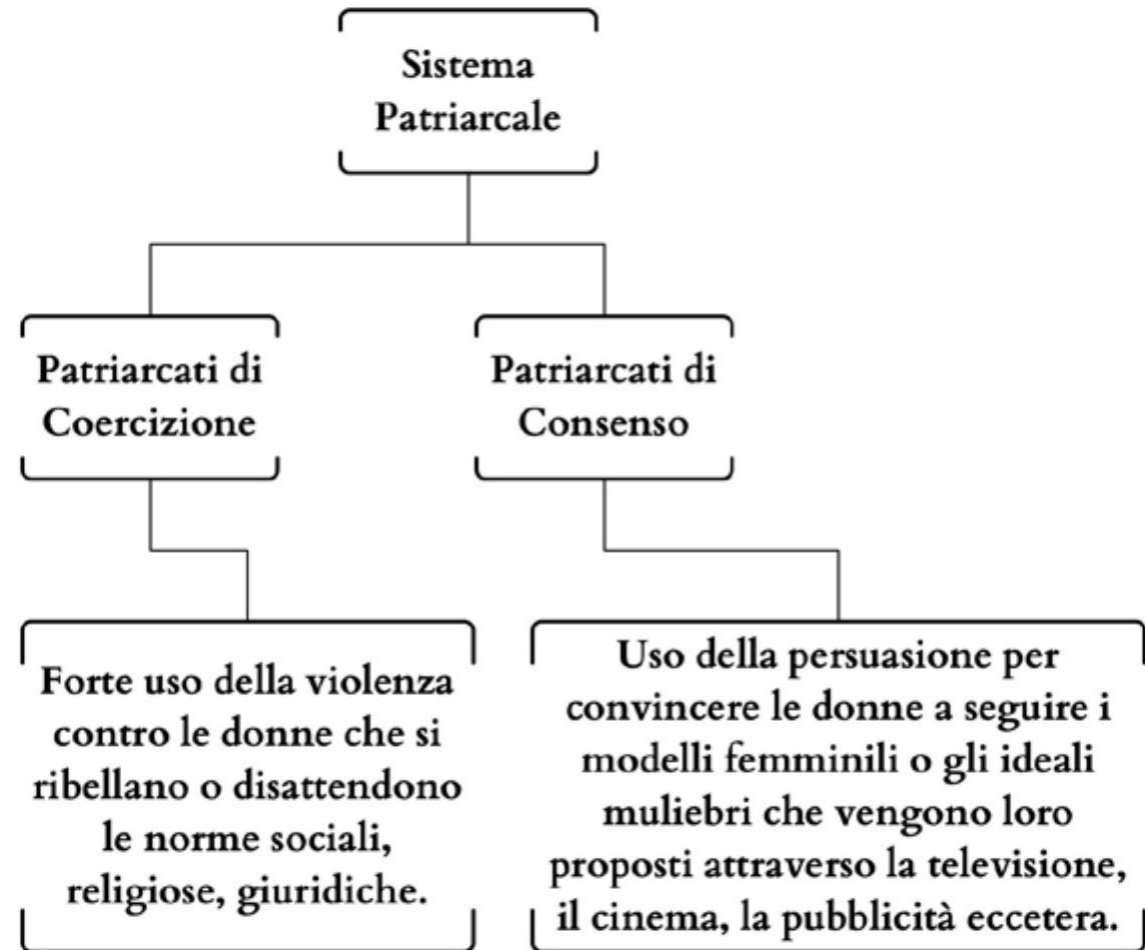 Sistema
Patriarcale
Patriarcati di
Coercizione
Patriarcati di
Consenso
Forte uso della violenza
contro le donne che si
ribellano o disattendono
le norme sociali,
religiose, giuridiche.
Uso della persuasione per
convincere le donne a seguire i
modelli femminili o gli ideali
muliebri che vengono loro
proposti attraverso la televisione,
il cinema, la pubblicità eccetera.